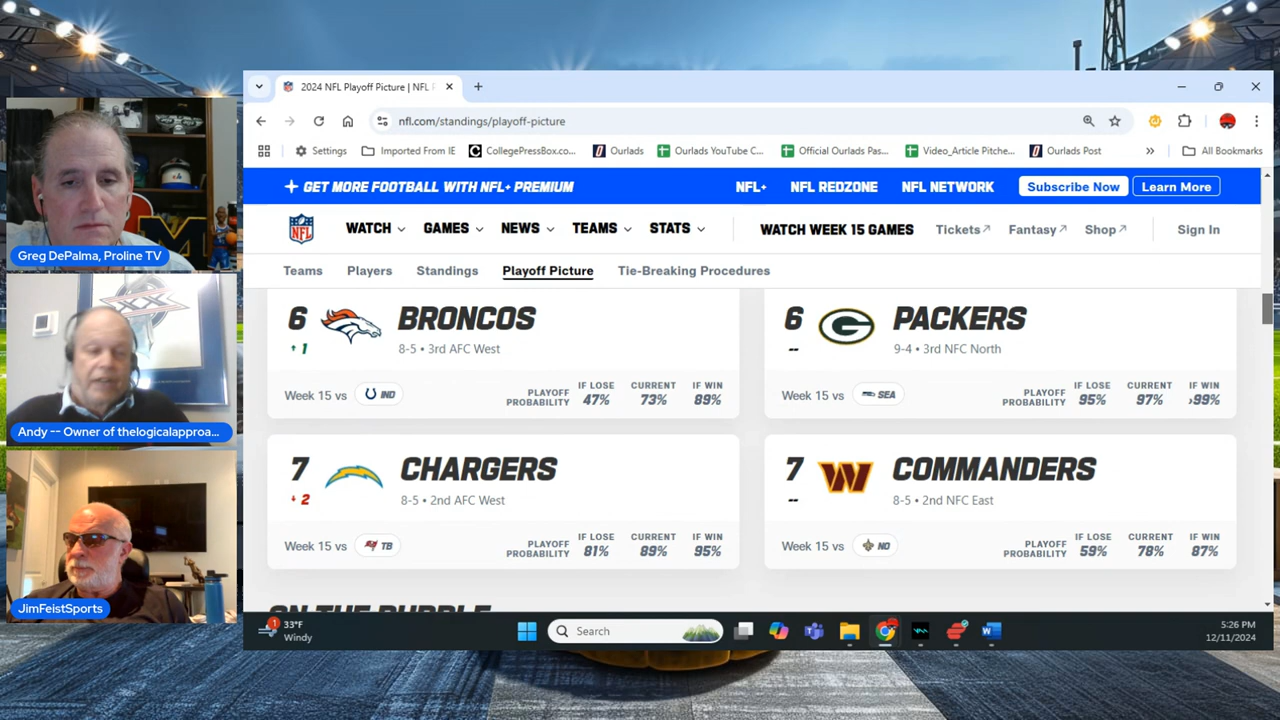 Greg DePalma, Proline TV
Andy -- Owner of thelogicalapproa...
JimFeistSports
2024 NFL Playoff Picture | NFL
nfl.com/standings/playoff-picture
Settings
Imported From IE
CollegePressBox.co...
Ourlads
Ourlads YouTube C...
Official Ourlads Pas...
Video_Article Pitche...
Ourlads Post
»
All Bookmarks
GET MORE FOOTBALL WITH NFL+ PREMIUM
NFL+
NFL REDZONE
NFL NETWORK
Subscribe Now
Learn More
NFL
WATCH
GAMES
NEWS
TEAMS
STATS
WATCH WEEK 15 GAMES
Tickets
Fantasy
Shop
Sign In
Teams
Players
Standings
Playoff Picture
Tie-Breaking Procedures
6 BRONCOS
1
8-5 • 3rd AFC West
Week 15 vs IND
PLAYOFF PROBABILITY
IF LOSE 47%
CURRENT 73%
IF WIN 89%
6 PACKERS
--
9-4 • 3rd NFC North
Week 15 vs SEA
PLAYOFF PROBABILITY
IF LOSE 95%
CURRENT 97%
IF WIN >99%
7 CHARGERS
2
8-5 • 2nd AFC West
Week 15 vs TB
PLAYOFF PROBABILITY
IF LOSE 81%
CURRENT 89%
IF WIN 95%
7 COMMANDERS
--
8-5 • 2nd NFC East
Week 15 vs NO
PLAYOFF PROBABILITY
IF LOSE 59%
CURRENT 78%
IF WIN 87%
ON THE BUBBLE
1
33°F
Windy
Search
5:26 PM
12/11/2024